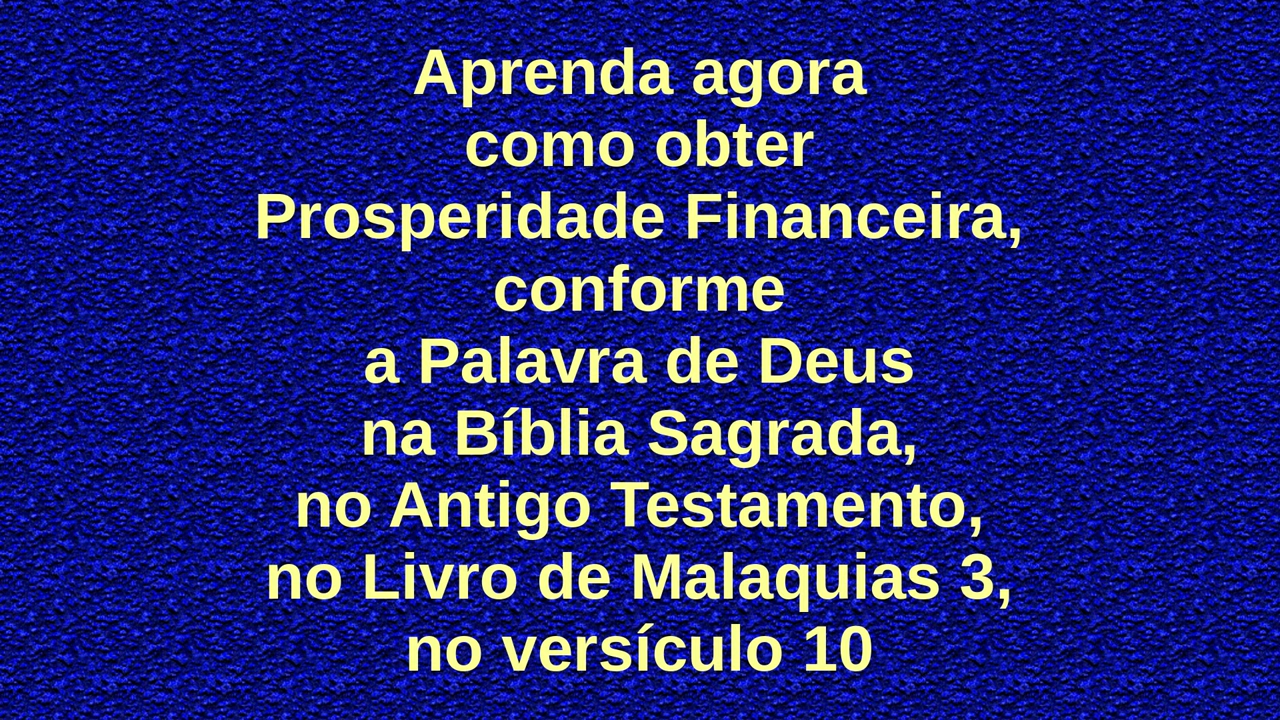 Aprenda agora
como obter
Prosperidade Financeira,
conforme
a Palavra de Deus
na Bíblia Sagrada,
no Antigo Testamento,
no Livro de Malaquias 3,
no versículo 10